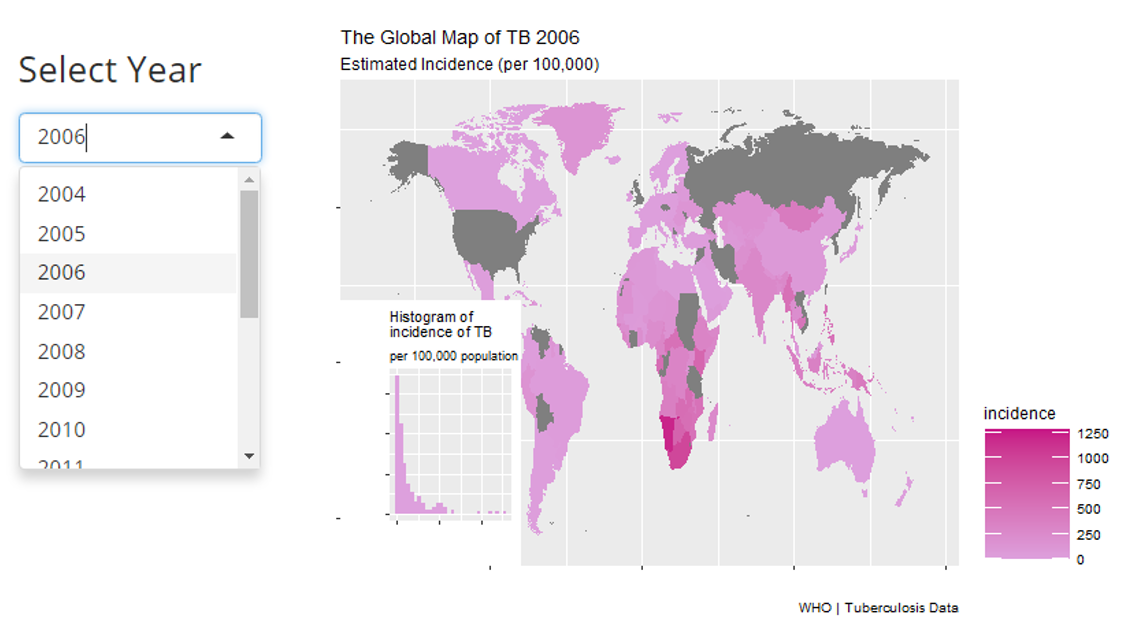 Select Year
2006
2004
2005
2006
2007
2008
2009
2010
2011
The Global Map of TB 2006
Estimated Incidence (per 100,000)
Histogram of
incidence of TB
per 100,000 population
incidence
1250
1000
750
500
250
0
WHO | Tuberculosis Data